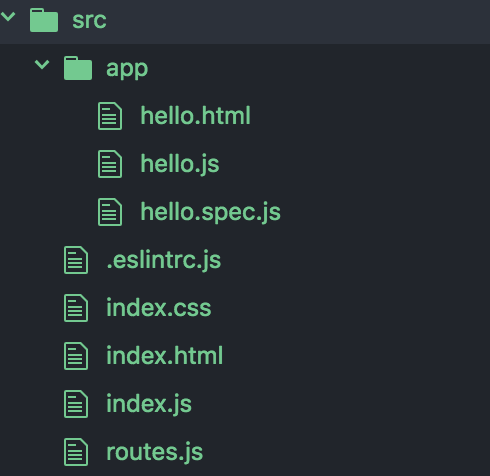 src
app
hello.html
hello.js
hello.spec.js
.eslintrc.js
index.css
index.html
index.js
routes.js